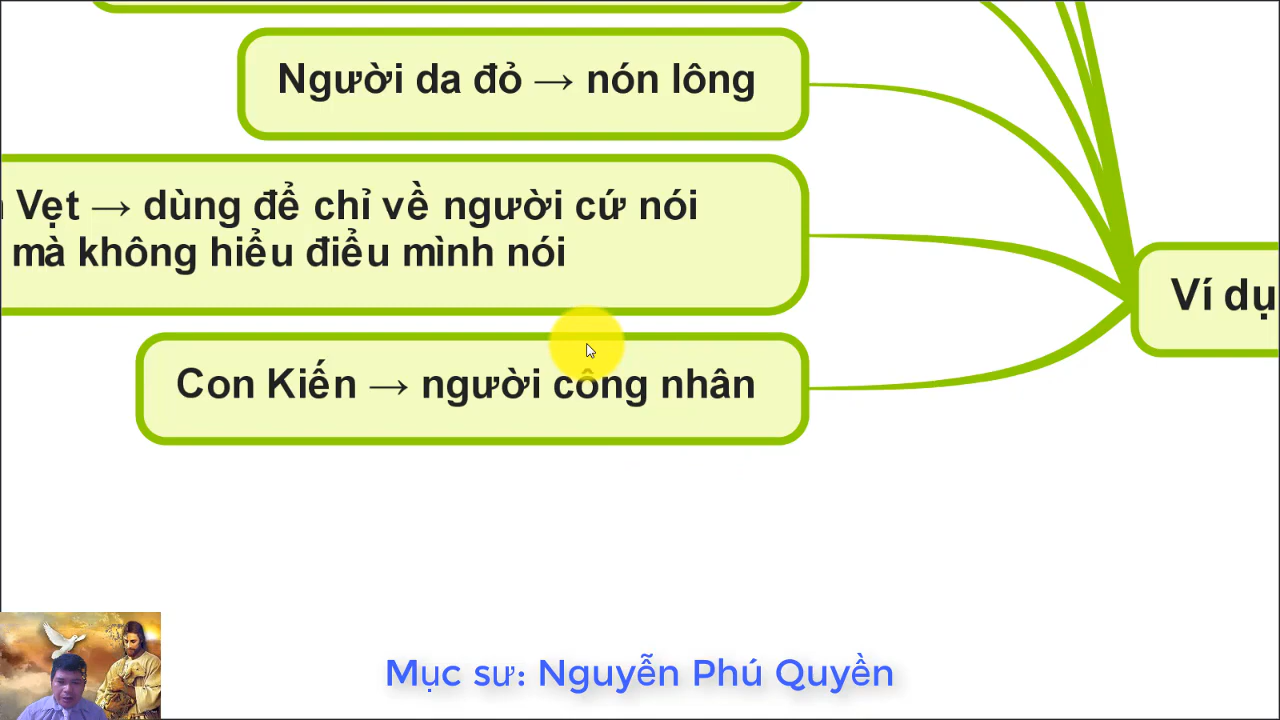 Người da đỏ → nón lông
Vẹt → dùng để chỉ về người cứ nói
mà không hiểu điểu mình nói
Ví dụ
Con Kiến → người công nhân
Mục sư: Nguyễn Phú Quyền